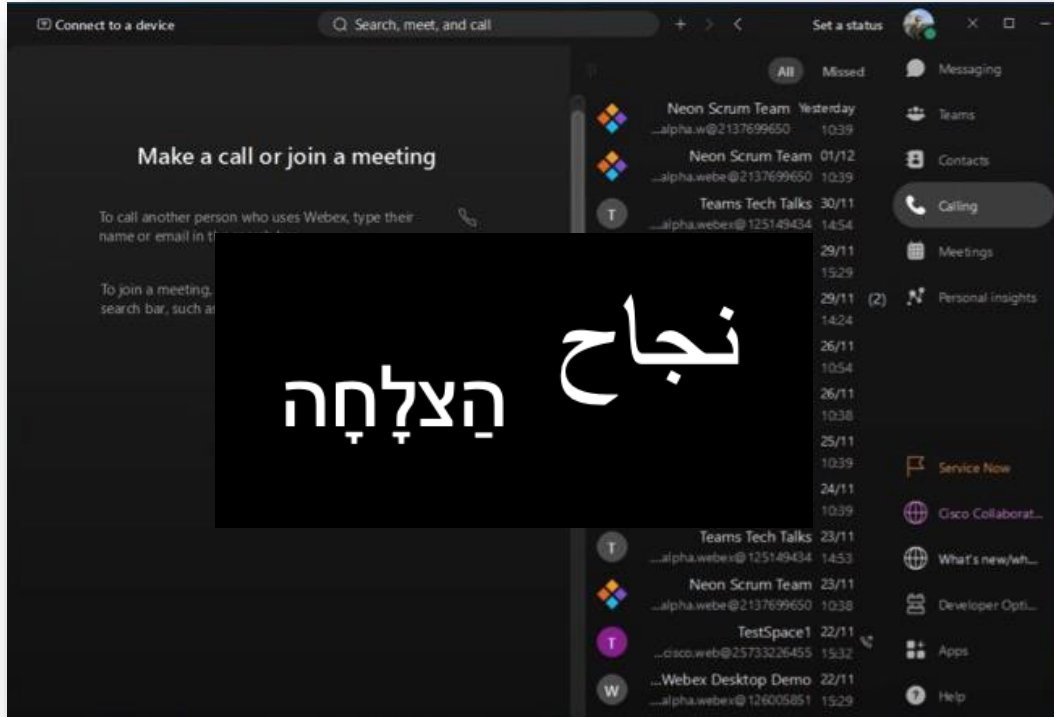 Connect to a device
Search, meet, and call
Set a status
Make a call or join a meeting
To call another person who uses Webex, type their
name or email in
To join a meeting,
search bar, such as
نجاح
הַצלָחָה
All
Missed
Neon Scrum Team Yesterday
...alpha.w@2137699650 10:39
Neon Scrum Team 01/12
...alpha.webe@2137699650 10:39
T
Teams Tech Talks 30/11
...alpha.webex@125149434 14:54
29/11
15:29
29/11 (2)
14:24
26/11
10:54
26/11
10:38
25/11
10:39
24/11
10:39
T
Teams Tech Talks 23/11
...alpha.webex@125149434 14:53
Neon Scrum Team 23/11
...alpha.webe@2137699650 10:38
T
TestSpace1 22/11
...cisco.web@25733226455 15:32
W
...Webex Desktop Demo 22/11
...alpha.webex@126005851 15:29
Messaging
Teams
Contacts
Calling
Meetings
Personal insights
Service Now
Cisco Collaborat...
What's new/wh...
Developer Opti...
Apps
Help